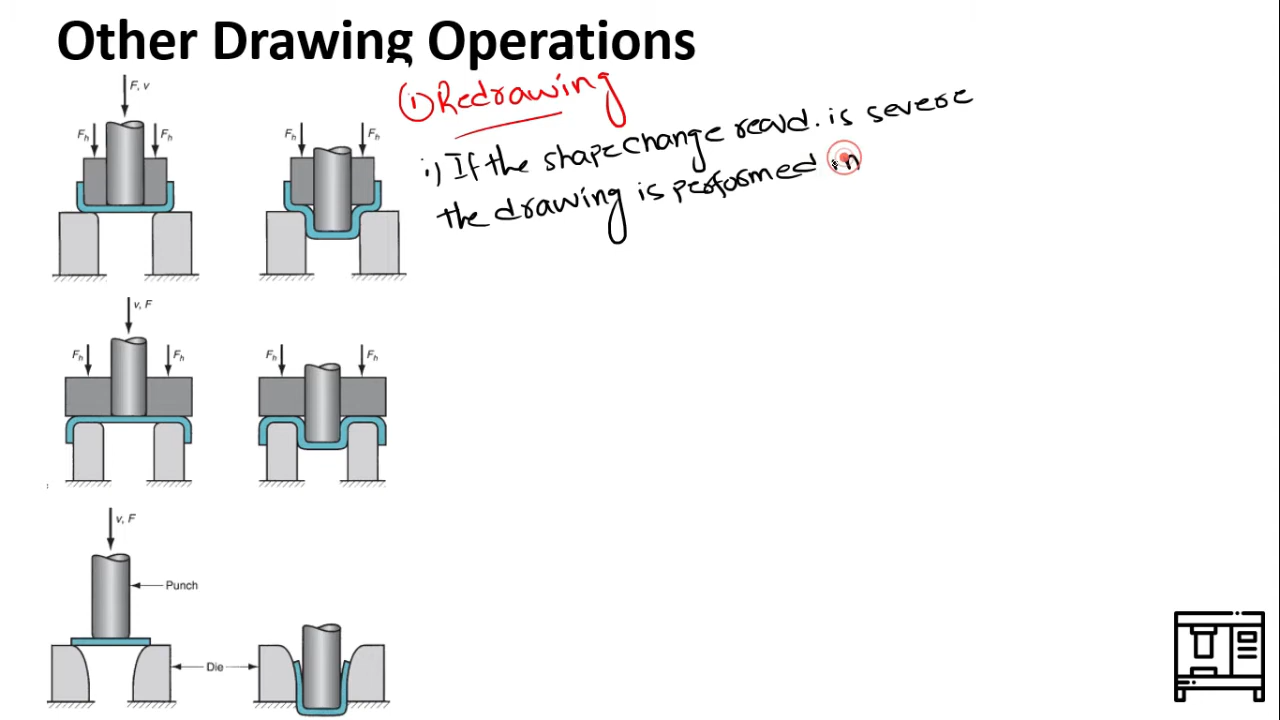 Other Drawing Operations
F, v
Fh
Fh
Fh
Fh
① Redrawing
i) If the shape change reqd. is severe
the drawing is performed in
v, F
Fh
Fh
Fh
Fh
v, F
Punch
Die